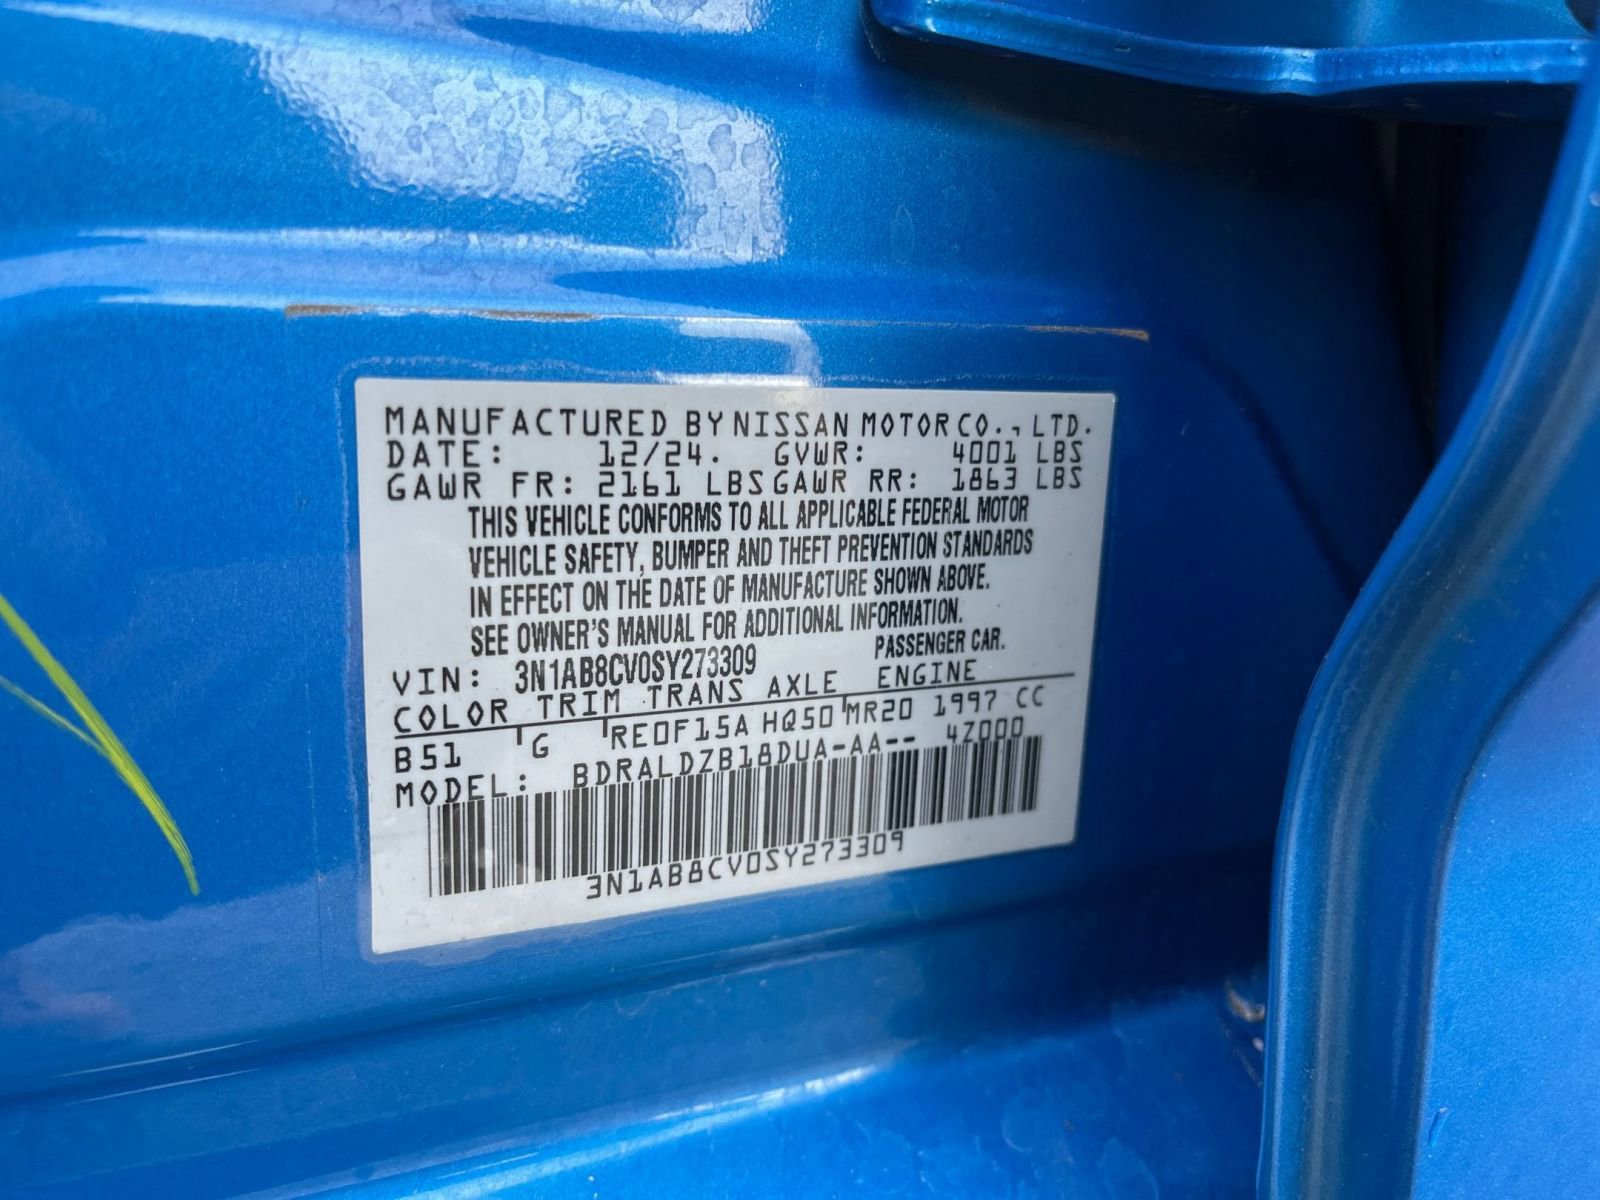 MANUFACTURED BY NISSAN MOTOR CO., LTD.
DATE: 12/24. GVWR: 4001 LBS
GAWR FR: 2161 LBS GAWR RR: 1863 LBS
THIS VEHICLE CONFORMS TO ALL APPLICABLE FEDERAL MOTOR
VEHICLE SAFETY, BUMPER AND THEFT PREVENTION STANDARDS
IN EFFECT ON THE DATE OF MANUFACTURE SHOWN ABOVE.
SEE OWNER'S MANUAL FOR ADDITIONAL INFORMATION.
VIN: 3N1AB8CV0SY273309 PASSENGER CAR.
COLOR TRIM TRANS AXLE ENGINE
B51 G RE0F15A HQ50 MR20 1997 CC
MODEL: BDRALDZB18DUA-AA-- 4Z000
3N1AB8CV0SY273309